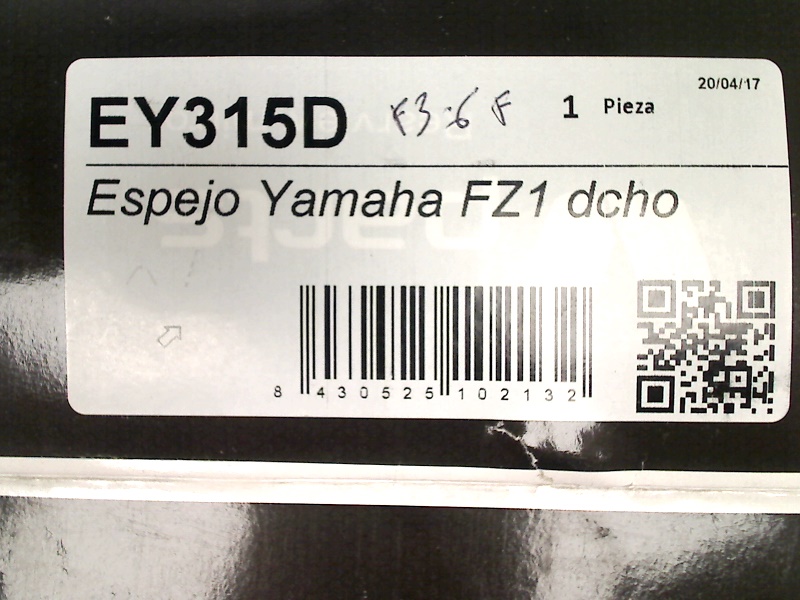 20/04/17
EY315D F3-6 F 1 Pieza
Espejo Yamaha FZ1 dcho
8 430525 102132